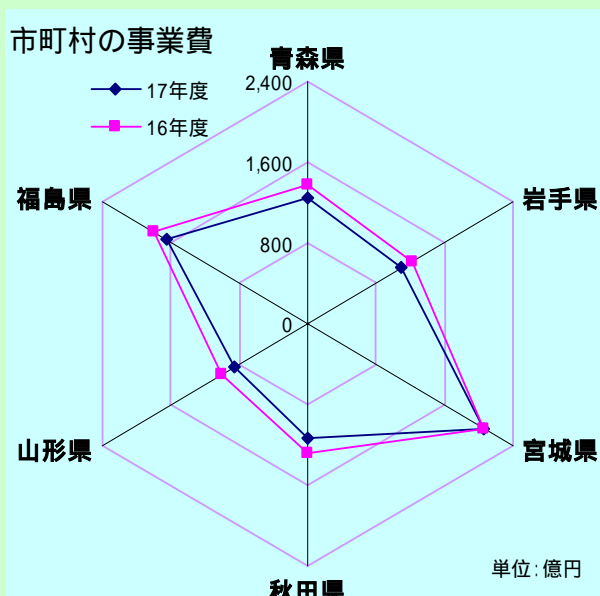 市町村の事業費
青森県
17年度
16年度
2,400
1,600
800
0
福島県
岩手県
山形県
宮城県
秋田県
単位:億円